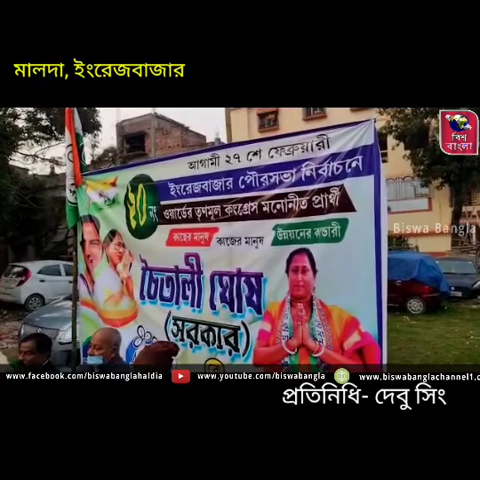 মালদা, ইংরেজবাজার
বিশ্ব
বাংলা
আগামী ২৭ শে ফেব্রুয়ারী
ইংরেজবাজার পৌরসভা নির্বাচনে
২০ নং ওয়ার্ডের তৃণমূল কংগ্রেস মনোনীত প্রার্থী
কাছের মানুষ কাজের মানুষ উন্নয়নের কান্ডারী
Biswa Bangla
চৈতালী ঘোষ
(সরকার)
www.facebook.com/biswabanglahaldia www.youtube.com/biswabangla www.biswabanglachannel1.c
প্রতিনিধি- দেবু সিং